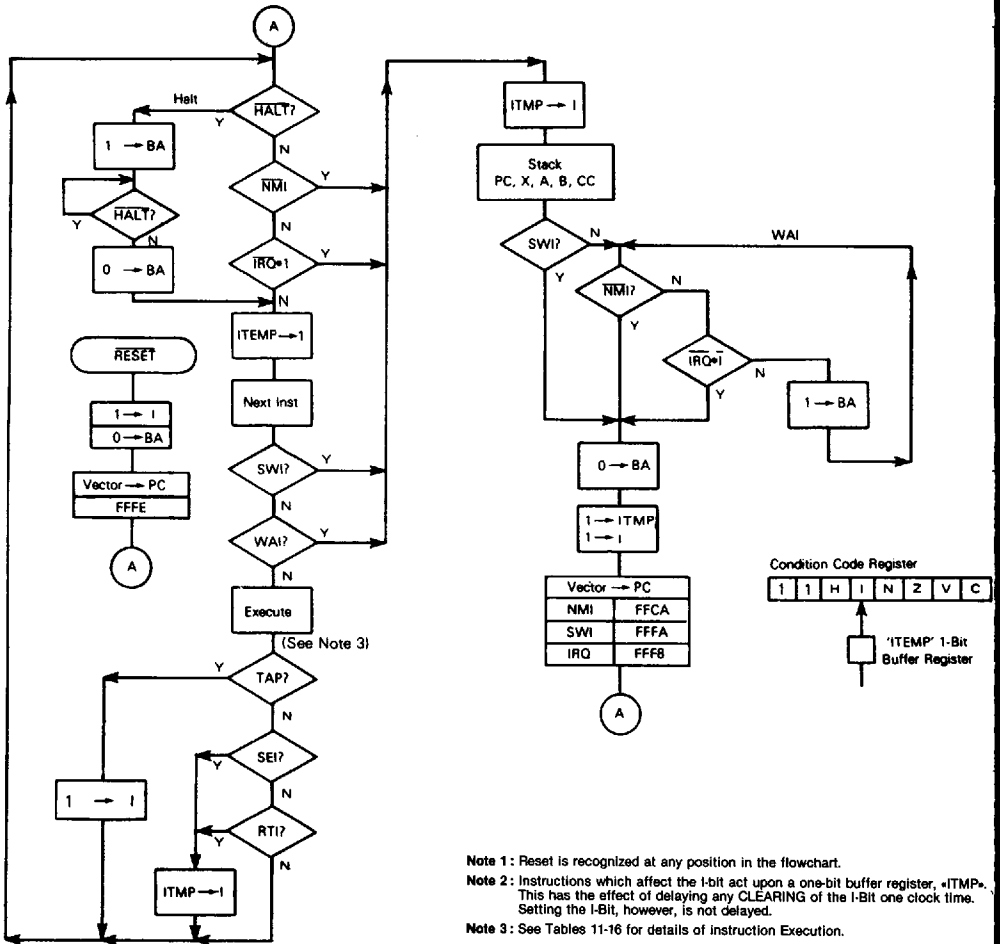 A
Halt
HALT?
Y
N
1 → BA
HALT?
Y
N
0 → BA
NMI
Y
N
IRQ•1
Y
N
ITEMP→1
RESET
1 → I
0 → BA
Vector → PC
FFFE
A
Next Inst
SWI?
Y
N
WAI?
Y
N
Execute
(See Note 3)
TAP?
Y
N
SEI?
Y
N
RTI?
Y
N
1 → I
ITMP → I
ITMP → I
Stack
PC, X, A, B, CC
SWI?
N
Y
WAI
NMI?
N
Y
IRQ•I
N
Y
1 → BA
0 → BA
1 → ITMP
1 → I
Vector → PC
NMI FFCA
SWI FFFA
IRQ FFF8
A
Condition Code Register
1 1 H I N Z V C
'ITEMP' 1-Bit
Buffer Register
Note 1 : Reset is recognized at any position in the flowchart.
Note 2 : Instructions which affect the I-bit act upon a one-bit buffer register, «ITMP».
This has the effect of delaying any CLEARING of the I-Bit one clock time.
Setting the I-Bit, however, is not delayed.
Note 3 : See Tables 11-16 for details of instruction Execution.